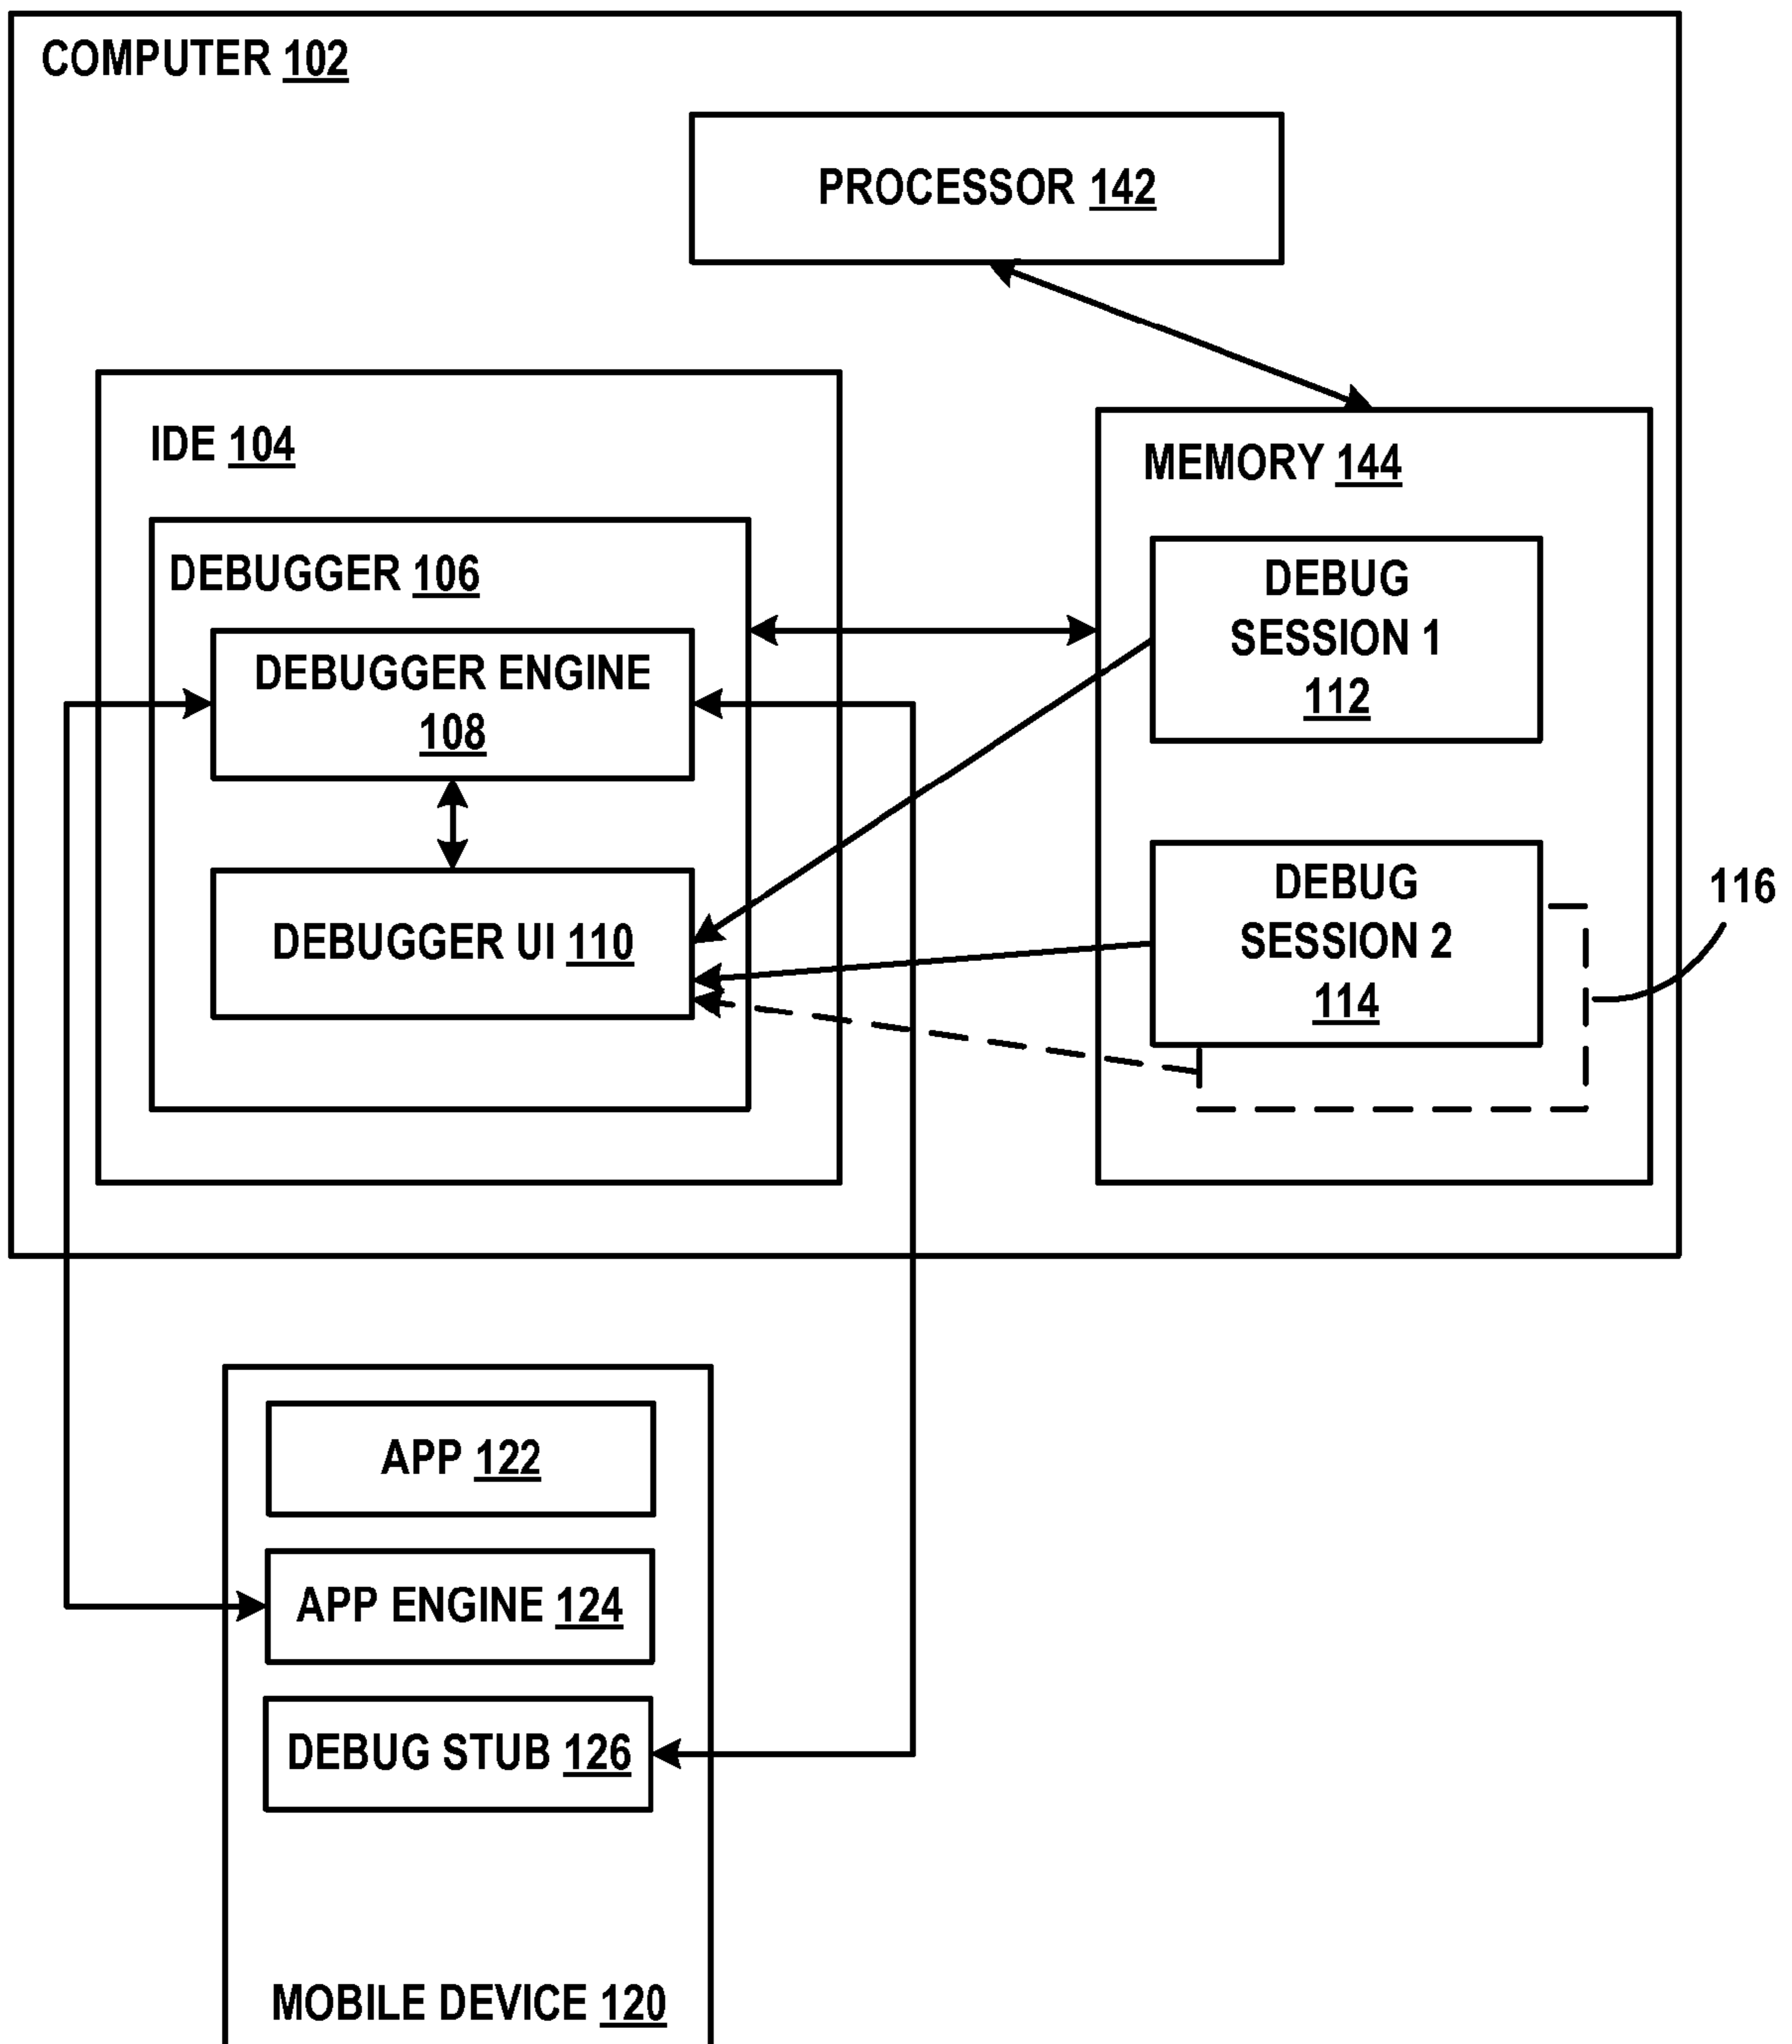 COMPUTER 102
PROCESSOR 142
IDE 104
MEMORY 144
DEBUGGER 106
DEBUG
SESSION 1
112
DEBUGGER ENGINE
108
DEBUG
SESSION 2
114
116
DEBUGGER UI 110
APP 122
APP ENGINE 124
DEBUG STUB 126
MOBILE DEVICE 120